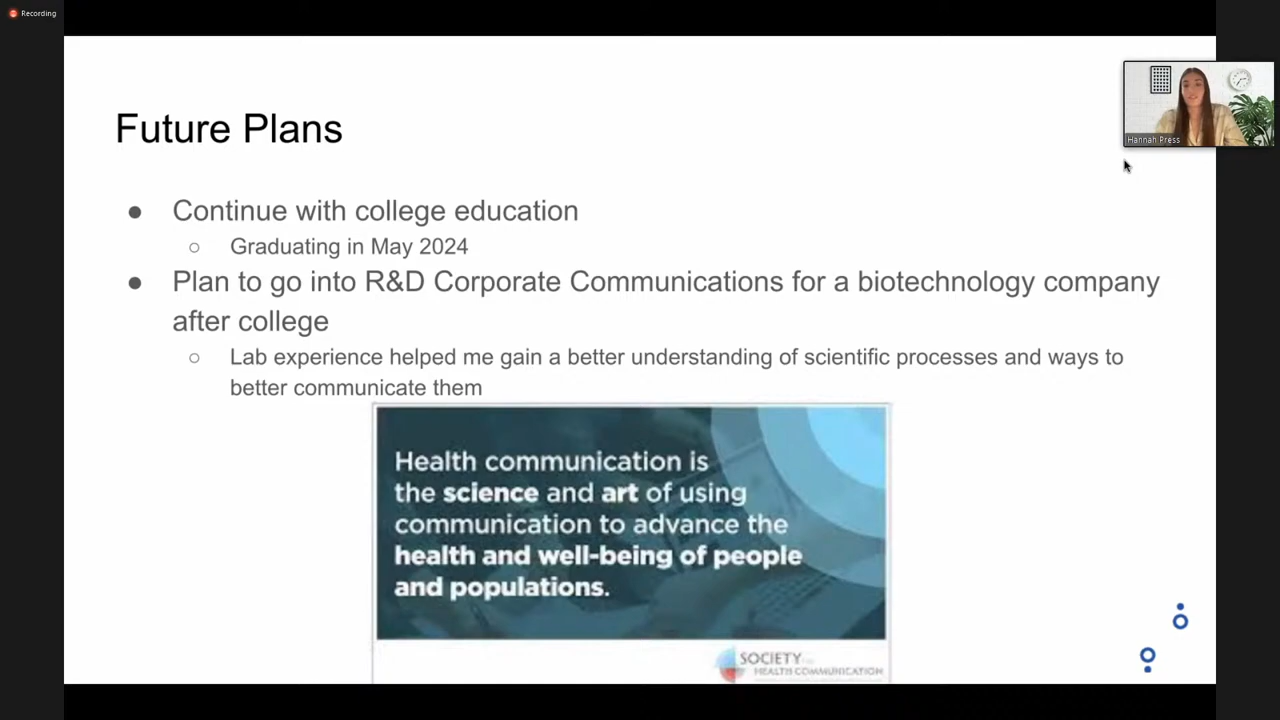 Recording
Hannah Press
Future Plans
● Continue with college education
○ Graduating in May 2024
● Plan to go into R&D Corporate Communications for a biotechnology company
after college
○ Lab experience helped me gain a better understanding of scientific processes and ways to
better communicate them
Health communication is
the science and art of using
communication to advance the
health and well-being of people
and populations.
SOCIETY
HEALTH COMMUNICATION